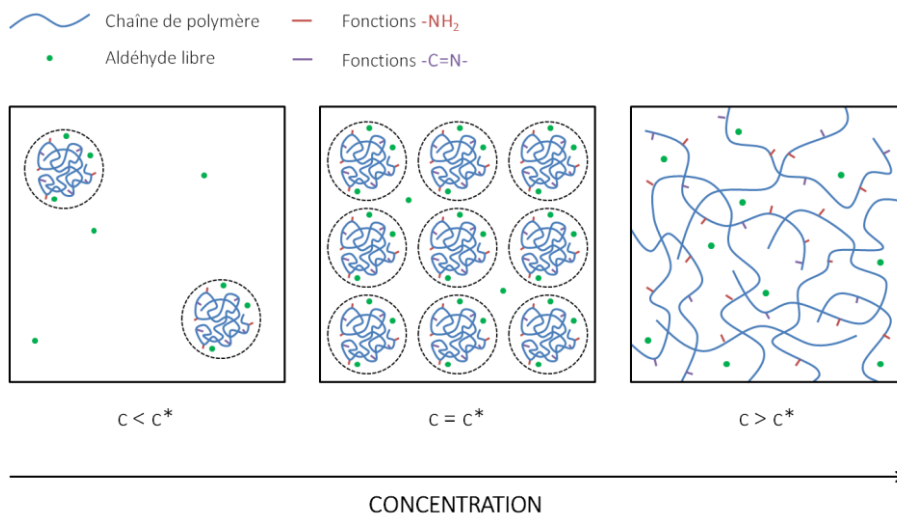 Chaîne de polymère
Fonctions -NH₂
Aldéhyde libre
Fonctions -C=N-
c < c*
c = c*
c > c*
CONCENTRATION